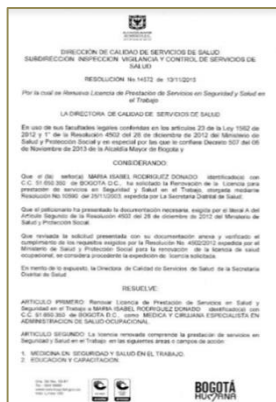 DIRECCIÓN DE CALIDAD DE SERVICIOS DE SALUD
SUBDIRECCIÓN INSPECCIÓN VIGILANCIA Y CONTROL DE SERVICIOS DE
SALUD
RESOLUCIÓN No 14572 de 13/11/2013
Por la cual se Renueva Licencia de Prestación de Servicios en Seguridad y Salud en
el Trabajo
LA DIRECTORA DE CALIDAD DE SERVICIOS DE SALUD
En uso de sus facultades legales conferidas en los artículos 23 de la Ley 1562 de
2012 y 1° de la Resolución 4502 del 28 de diciembre de 2012 del Ministerio de
Salud y Protección Social y en especial por las que le confiere Decreto 507 del 06
de Noviembre de 2013 de la Alcaldía Mayor de Bogotá y
CONSIDERANDO:
Que el (la) señor(a) MARIA ISABEL RODRIGUEZ DONADO identificado(a) con
C.C. 51.650.393 de BOGOTA D.C., ha solicitado la Renovación de la Licencia para
prestación de servicios en Seguridad y Salud en el Trabajo, otorgada mediante
Resolución No 10990 del 25/11/2003, expedida por la Secretaria Distrital de Salud.
Que el peticionario ha presentado la documentación necesaria, exigida por el literal A del
Artículo Segundo de la Resolución 4502 del 28 de diciembre de 2012 del Ministerio de
Salud y Protección Social.
Que revisada la solicitud presentada con su documentación anexa y verificado el
cumplimiento de los requisitos exigidos por la Resolución No. 4502/2012 expedida por el
Ministerio de Salud y Protección Social para la renovación de la licencia de salud
ocupacional, se considera procedente la expedición de licencia solicitada.
En merito de lo expuesto, la Directora de Calidad de Servicios de Salud de la Secretaría
Distrital de Salud
RESUELVE:
ARTÍCULO PRIMERO: Renovar Licencia de Prestación de Servicios en Salud y
Seguridad en el Trabajo a MARIA ISABEL RODRIGUEZ DONADO identificado(a) con
C.C. 51.650.393 de BOGOTA D.C., como MEDICA Y CIRUJANA ESPECIALISTA EN
ADMINISTRACION DE SALUD OCUPACIONAL.
ARTÍCULO SEGUNDO: La licencia renovada comprende la prestación de servicios en
Seguridad y Salud en el Trabajo en las siguientes áreas o campos de acción:
1. MEDICINA EN SEGURIDAD Y SALUD EN EL TRABAJO.
2. EDUCACIÓN Y CAPACITACIÓN.
BOGOTÁ
HUMANA